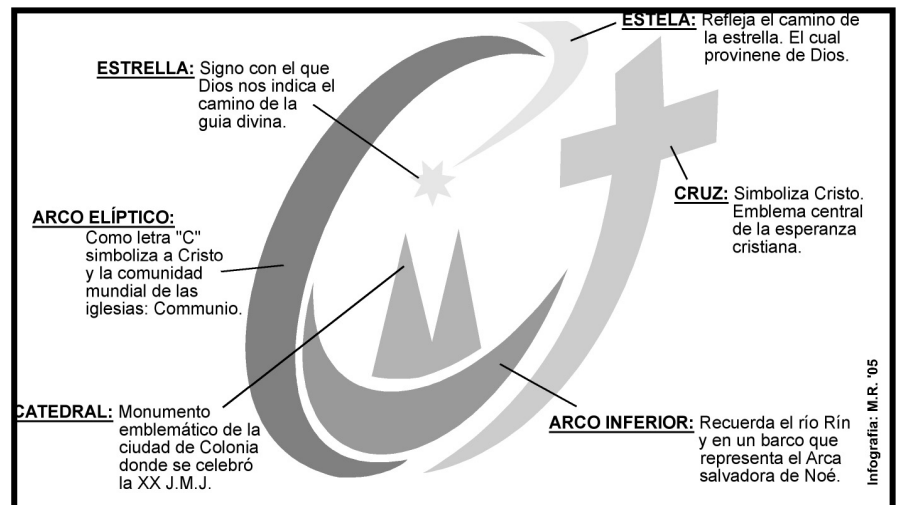 ESTELA: Refleja el camino de
la estrella. El cual
provinene de Dios.
ESTRELLA: Signo con el que
Dios nos indica el
camino de la
guia divina.
CRUZ: Simboliza Cristo.
Emblema central
de la esperanza
cristiana.
ARCO ELÍPTICO:
Como letra "C"
simboliza a Cristo
y la comunidad
mundial de las
iglesias: Communio.
CATEDRAL: Monumento
emblemático de la
ciudad de Colonia
donde se celebró
la XX J.M.J.
ARCO INFERIOR: Recuerda el río Rín
y en un barco que
representa el Arca
salvadora de Noé.
Infografia: M.R. '05